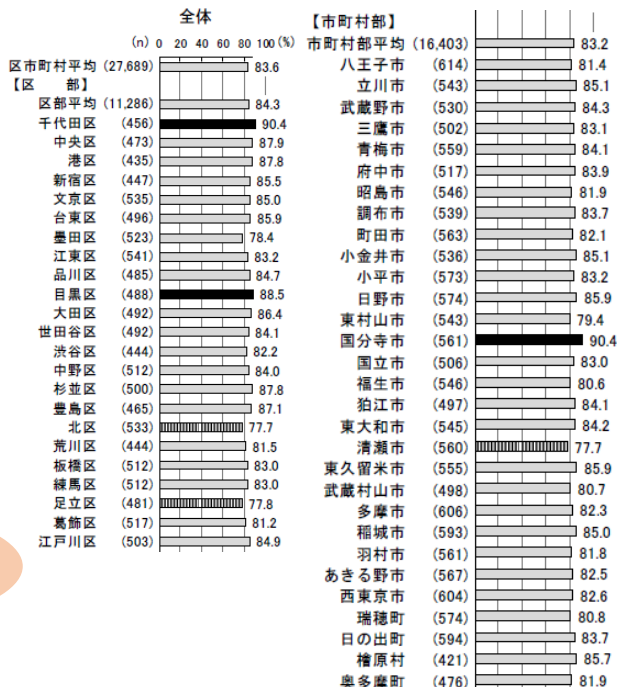 全体
(n) 0 20 40 60 80 100(%)
区市町村平均 (27,689) 83.6
【区 部】
区部平均 (11,286) 84.3
千代田区 (456) 90.4
中央区 (473) 87.9
港区 (435) 87.8
新宿区 (447) 85.5
文京区 (535) 85.0
台東区 (496) 85.9
墨田区 (523) 78.4
江東区 (541) 83.2
品川区 (485) 84.7
目黒区 (488) 88.5
大田区 (492) 86.4
世田谷区 (492) 84.1
渋谷区 (444) 82.2
中野区 (512) 84.0
杉並区 (500) 87.8
豊島区 (465) 87.1
北区 (533) 77.7
荒川区 (444) 81.5
板橋区 (512) 83.0
練馬区 (512) 83.0
足立区 (481) 77.8
葛飾区 (517) 81.2
江戸川区 (503) 84.9
【市町村部】
市町村部平均 (16,403) 83.2
八王子市 (614) 81.4
立川市 (543) 85.1
武蔵野市 (530) 84.3
三鷹市 (502) 83.1
青梅市 (559) 84.1
府中市 (517) 83.9
昭島市 (546) 81.9
調布市 (539) 83.7
町田市 (563) 82.1
小金井市 (536) 85.1
小平市 (573) 83.2
日野市 (574) 85.9
東村山市 (543) 79.4
国分寺市 (561) 90.4
国立市 (506) 83.0
福生市 (546) 80.6
狛江市 (497) 84.1
東大和市 (545) 84.2
清瀬市 (560) 77.7
東久留米市 (555) 85.9
武蔵村山市 (498) 80.7
多摩市 (606) 82.3
稲城市 (593) 85.0
羽村市 (561) 81.8
あきる野市 (567) 82.5
西東京市 (604) 82.6
瑞穂町 (574) 80.8
日の出町 (594) 83.7
檜原村 (421) 85.7
奥多摩町 (476) 81.9